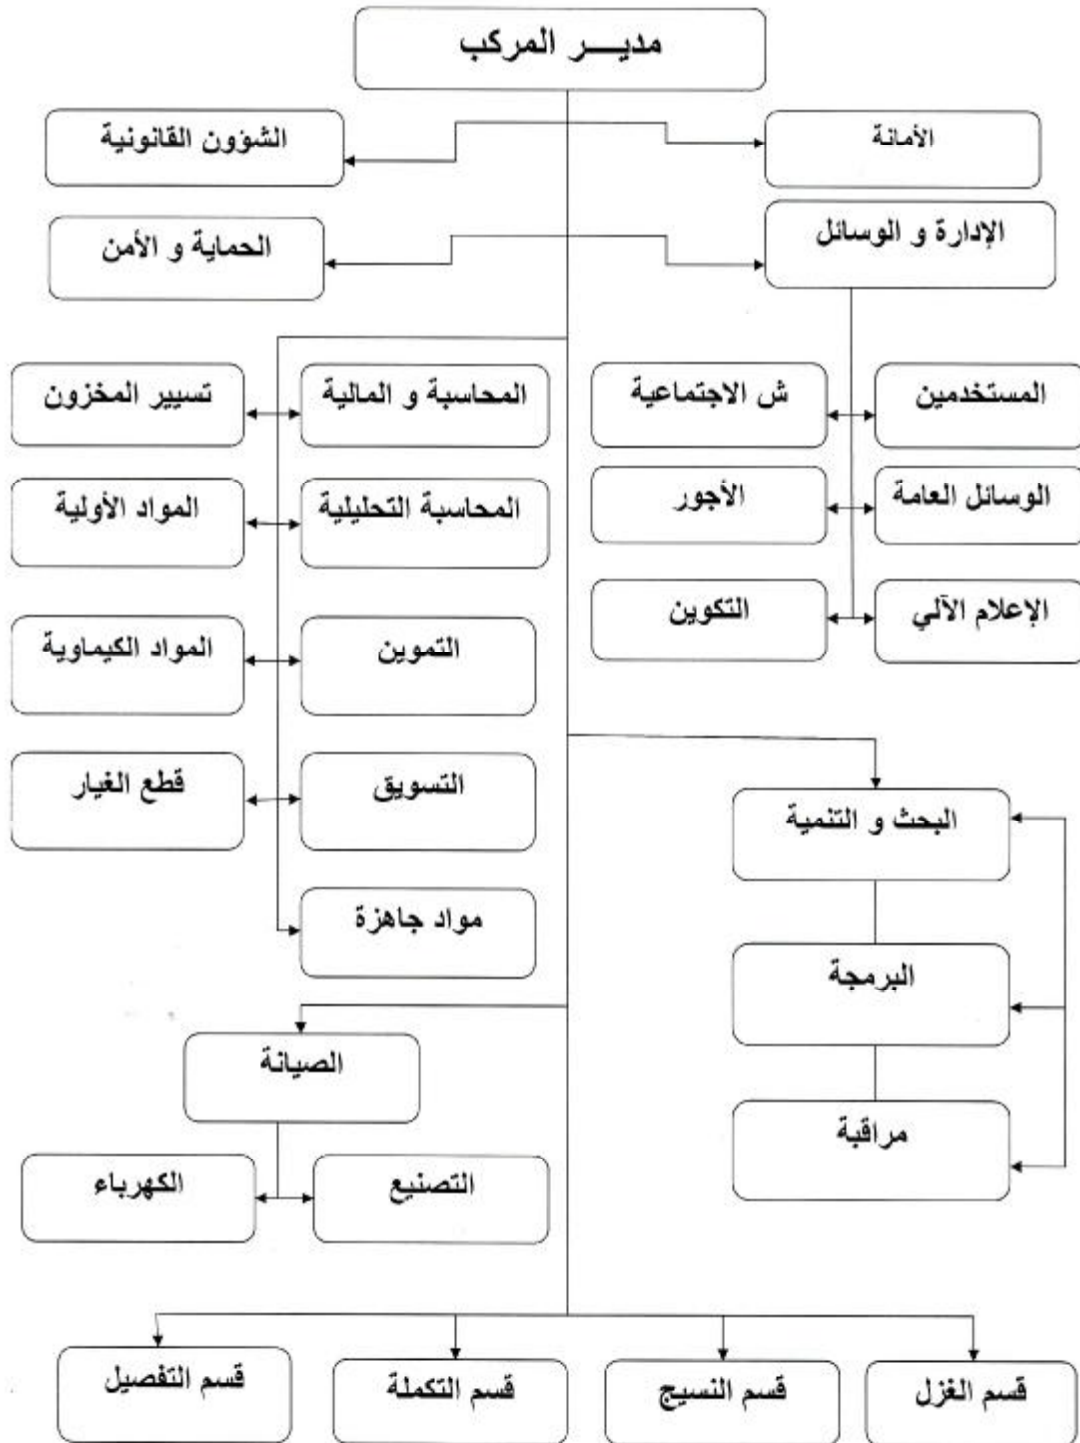 مديـــر المركب
الأمانة
الشؤون القانونية
الإدارة و الوسائل
الحماية و الأمن
المستخدمين
ش الاجتماعية
المحاسبة و المالية
تسيير المخزون
الوسائل العامة
الأجور
المحاسبة التحليلية
المواد الأولية
الإعلام الآلي
التكوين
التموين
المواد الكيماوية
التسويق
قطع الغيار
البحث و التنمية
مواد جاهزة
البرمجة
الصيانة
مراقبة
التصنيع
الكهرباء
قسم الغزل
قسم النسيج
قسم التكملة
قسم التفصيل